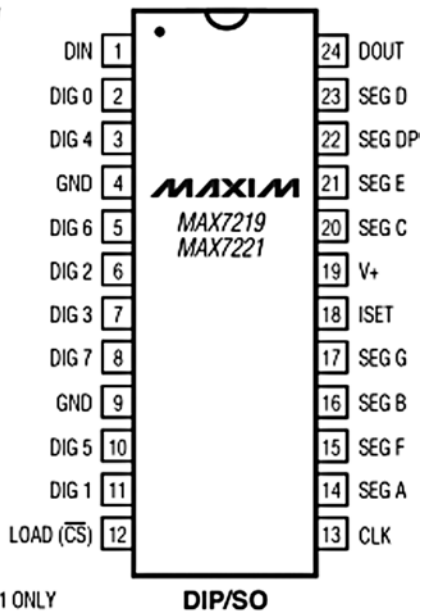 DIN 1
DIG 0 2
DIG 4 3
GND 4
DIG 6 5
DIG 2 6
DIG 3 7
DIG 7 8
GND 9
DIG 5 10
DIG 1 11
LOAD (CS) 12
MAXIM
MAX7219
MAX7221
24 DOUT
23 SEG D
22 SEG DP
21 SEG E
20 SEG C
19 V+
18 ISET
17 SEG G
16 SEG B
15 SEG F
14 SEG A
13 CLK
1 ONLY
DIP/SO